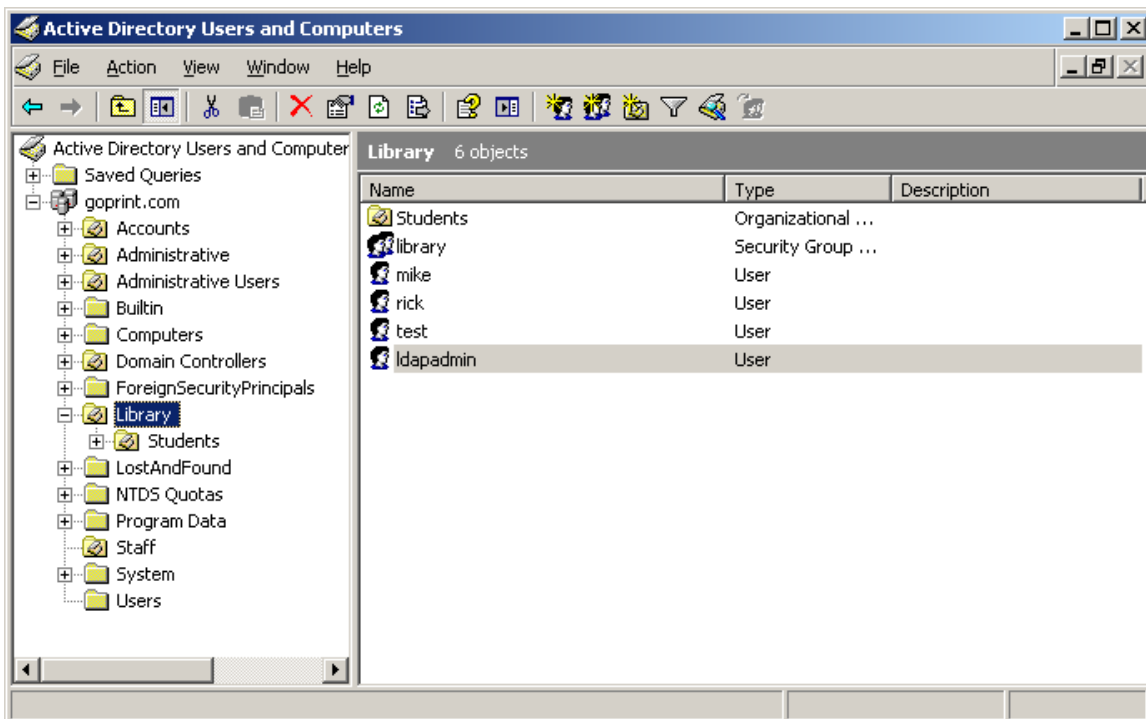 Active Directory Users and Computers
File Action View Window Help
Active Directory Users and Computer
Saved Queries
goprint.com
Accounts
Administrative
Administrative Users
Builtin
Computers
Domain Controllers
ForeignSecurityPrincipals
Library
Students
LostAndFound
NTDS Quotas
Program Data
Staff
System
Users
Library 6 objects
Name Type Description
Students Organizational ...
library Security Group ...
mike User
rick User
test User
ldapadmin User